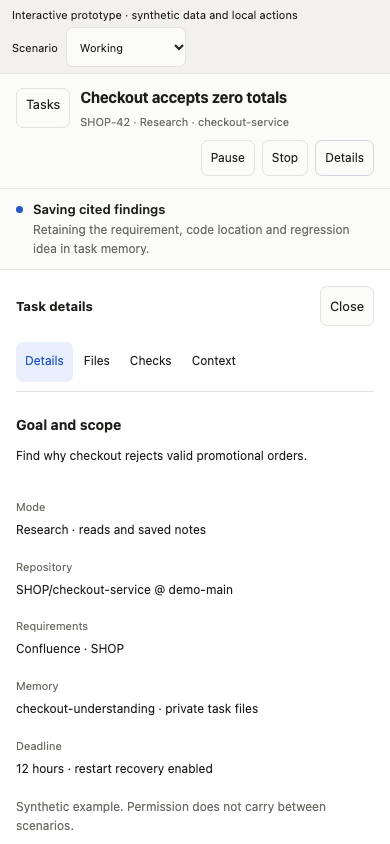 Interactive prototype · synthetic data and local actions
Scenario Working
Tasks
Checkout accepts zero totals
SHOP-42 · Research · checkout-service
Pause Stop Details
Saving cited findings
Retaining the requirement, code location and regression
idea in task memory.
Task details Close
Details Files Checks Context
Goal and scope
Find why checkout rejects valid promotional orders.
Mode
Research · reads and saved notes
Repository
SHOP/checkout-service @ demo-main
Requirements
Confluence · SHOP
Memory
checkout-understanding · private task files
Deadline
12 hours · restart recovery enabled
Synthetic example. Permission does not carry between
scenarios.